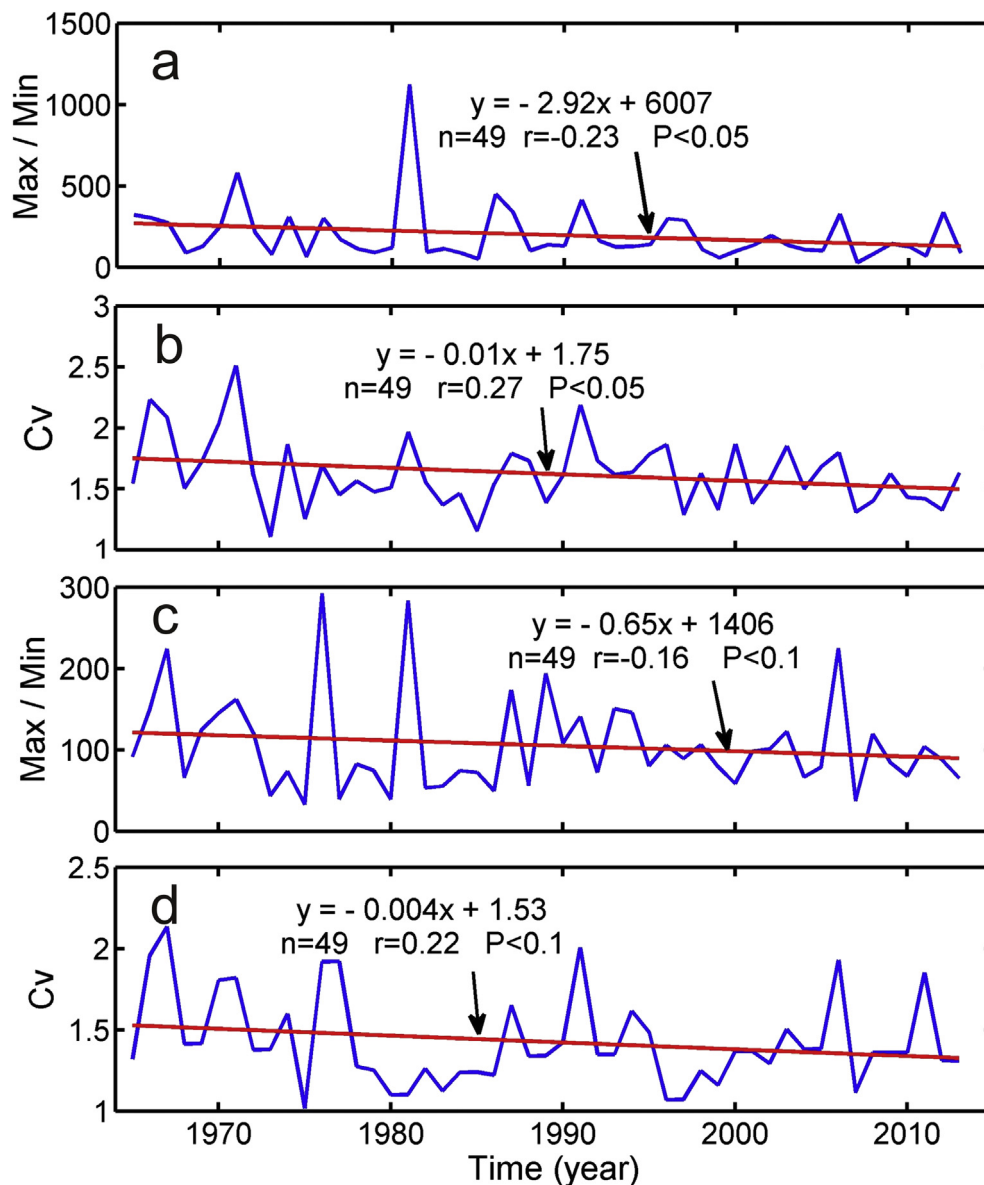 1500
a
1000
500
0
Max / Min
y = - 2.92x + 6007
n=49 r=-0.23 P<0.05
3
b
2.5
2
1.5
1
Cv
y = - 0.01x + 1.75
n=49 r=0.27 P<0.05
300
c
200
100
0
Max / Min
y = - 0.65x + 1406
n=49 r=-0.16 P<0.1
2.5
d
2
1.5
1
Cv
y = - 0.004x + 1.53
n=49 r=0.22 P<0.1
1970 1980 1990 2000 2010
Time (year)